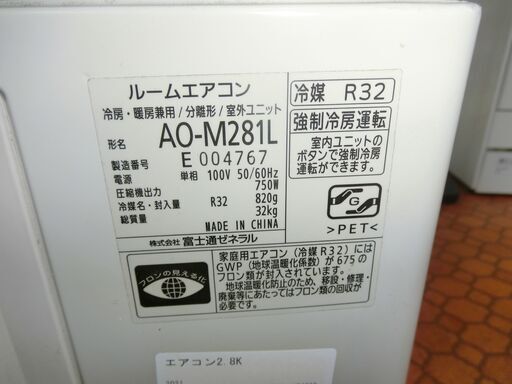 ルームエアコン
冷房・暖房兼用/分離形/室外ユニット
形名 AO-M281L
製造番号 E 004767
電源 単相 100V 50/60Hz
圧縮機出力 750W
冷媒名・封入量 R32 820g
総質量 32kg
MADE IN CHINA
株式会社 富士通ゼネラル
冷媒 R32
強制冷房運転
室内ユニットの
ボタンで強制冷房
運転ができます。
G
>PET<
フロンの見える化
家庭用エアコン（冷媒R32）には
GWP（地球温暖化係数）が675の
フロン類が封入されています。
地球温暖化防止のため、移設・修理・
廃棄等にあたってはフロン類の回収が
必要です。
エアコン2.8K